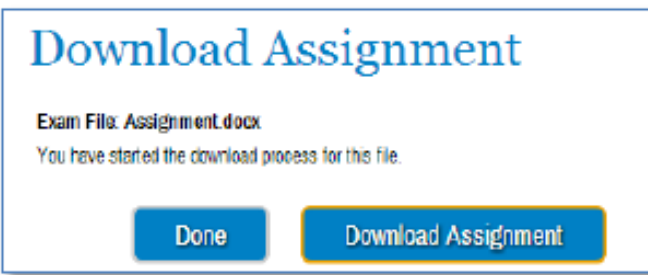 Download Assignment
Exam File: Assignment.docx
You have started the download process for this file.
Done Download Assignment